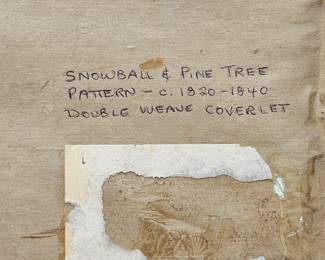 SNOWBALL & PINE TREE
PATTERN - C. 1820-1840
DOUBLE WEAVE COVERLET